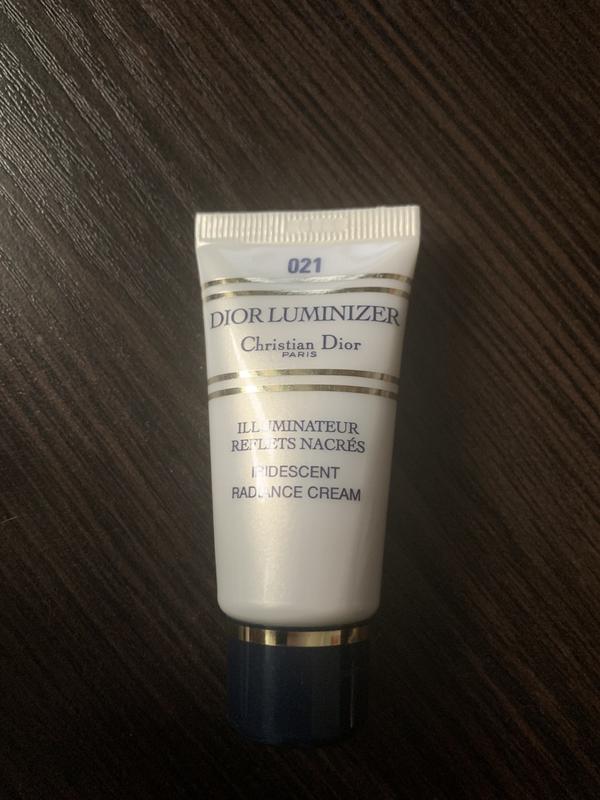 021
DIOR LUMINIZER
Christian Dior
PARIS
ILLUMINATEUR
REFLETS NACRÉS
IRIDESCENT
RADIANCE CREAM